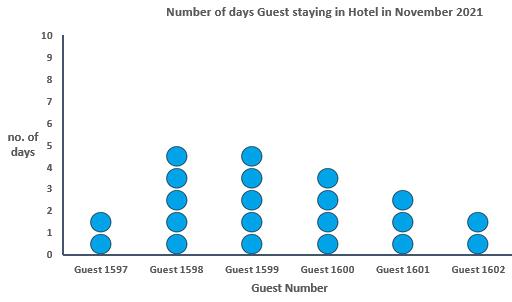 Number of days Guest staying in Hotel in November 2021
10
9
8
7
6
5
4
3
2
1
0
no. of
days
Guest 1597 Guest 1598 Guest 1599 Guest 1600 Guest 1601 Guest 1602
Guest Number